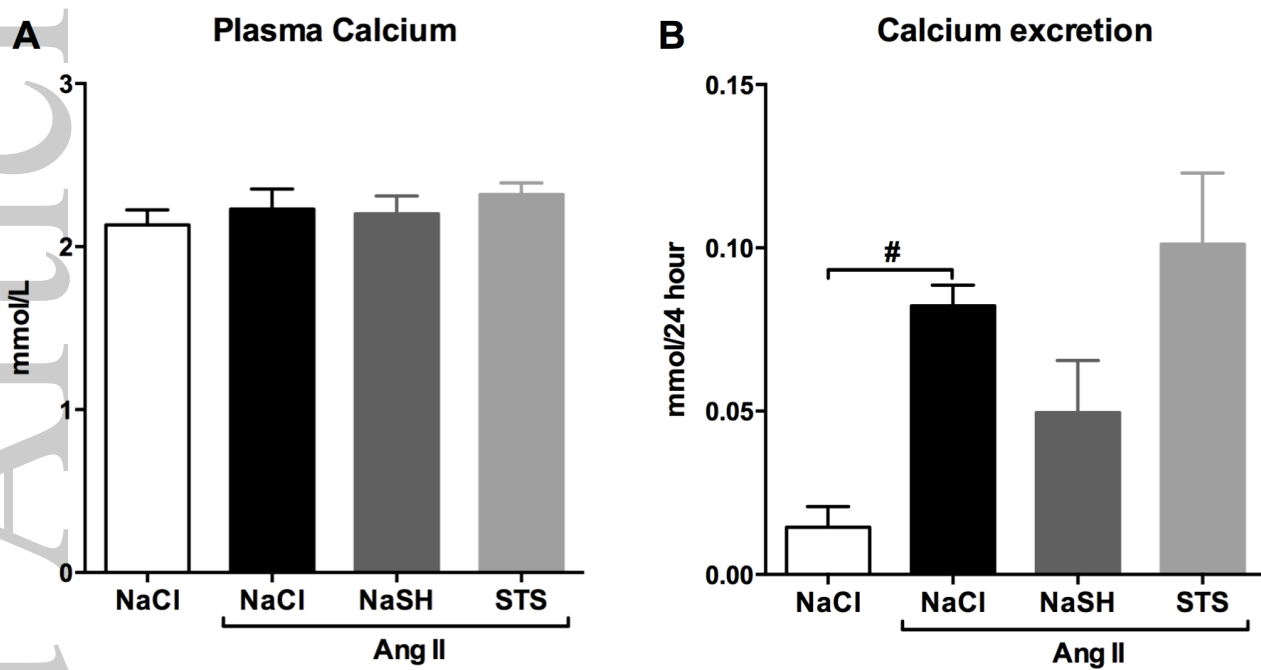 A
Plasma Calcium
3
2
1
0
mmol/L
NaCl
NaCl
NaSH
STS
Ang II
B
Calcium excretion
0.15
0.10
0.05
0.00
mmol/24 hour
#
NaCl
NaCl
NaSH
STS
Ang II
Artic